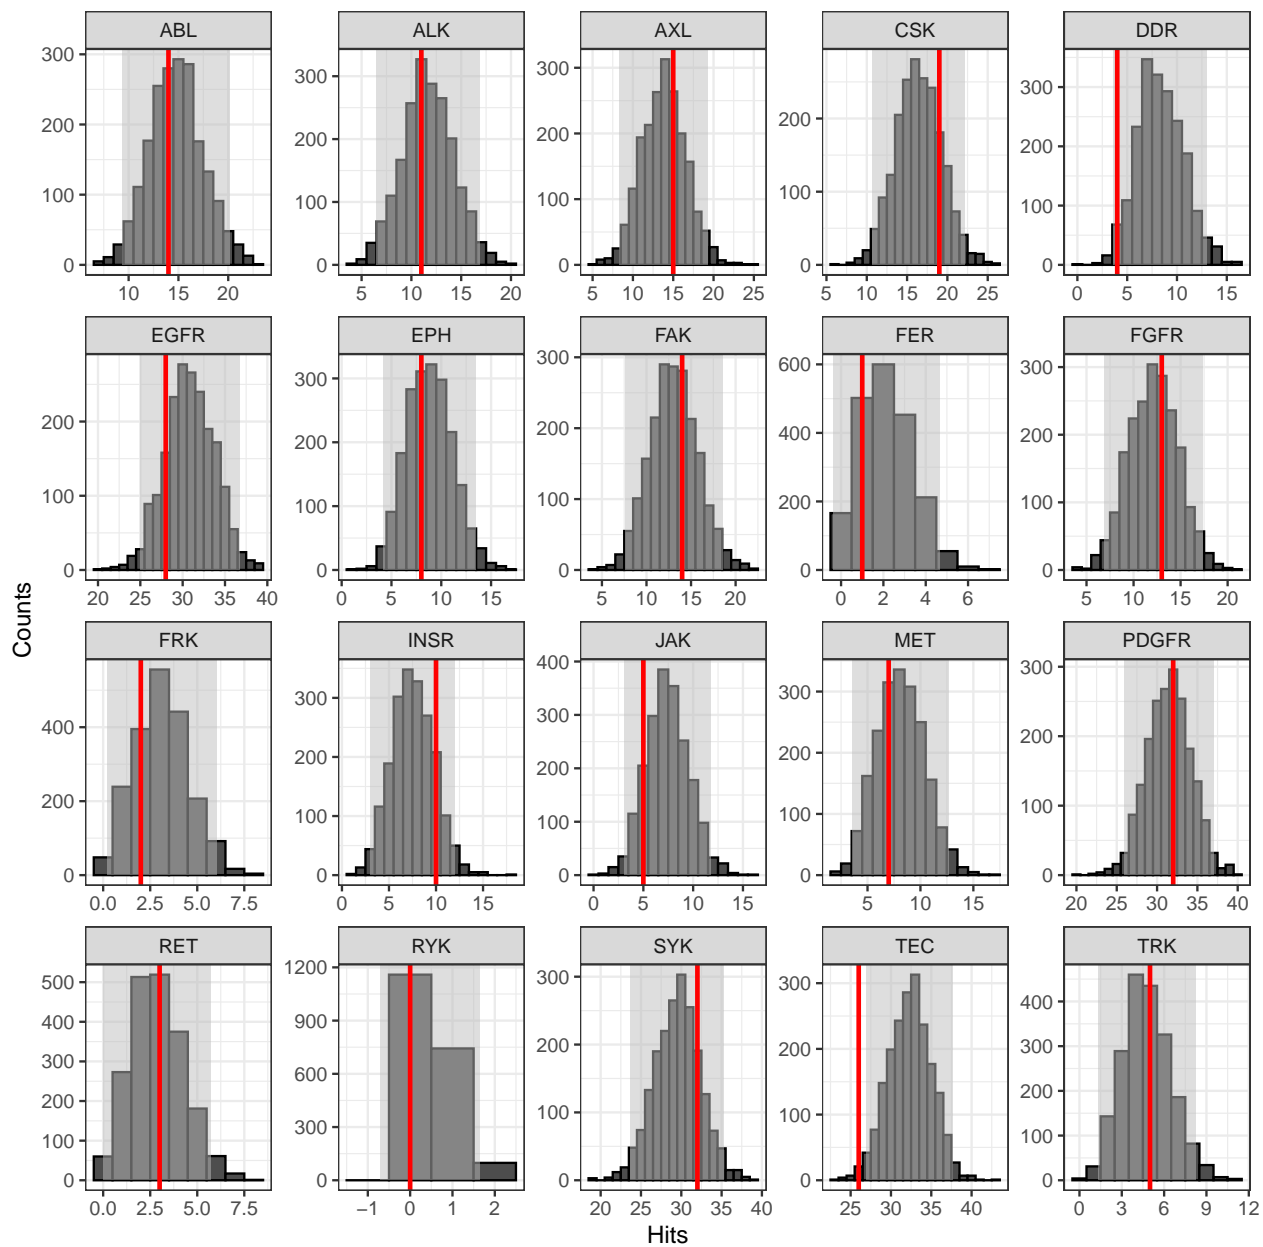 ABL ALK AXL CSK DDR
300 200 100 0
300 200 100 0
300 200 100 0
200 100 0
300 200 100 0
10 15 20
5 10 15 20
5 10 15 20 25
5 10 15 20 25
0 5 10 15
EGFR EPH FAK FER FGFR
200 100 0
300 200 100 0
300 200 100 0
600 400 200 0
300 200 100 0
20 25 30 35 40
0 5 10 15
5 10 15 20
0 2 4 6
5 10 15 20
Counts
FRK INSR JAK MET PDGFR
400 200 0
300 200 100 0
400 300 200 100 0
300 200 100 0
300 200 100 0
0.0 2.5 5.0 7.5
0 5 10 15
0 5 10 15
5 10 15
20 25 30 35 40
RET RYK SYK TEC TRK
500 400 300 200 100 0
1200 900 600 300 0
300 200 100 0
300 200 100 0
400 300 200 100 0
0.0 2.5 5.0 7.5
−1 0 1 2
20 25 30 35 40
25 30 35 40
0 3 6 9 12
Hits